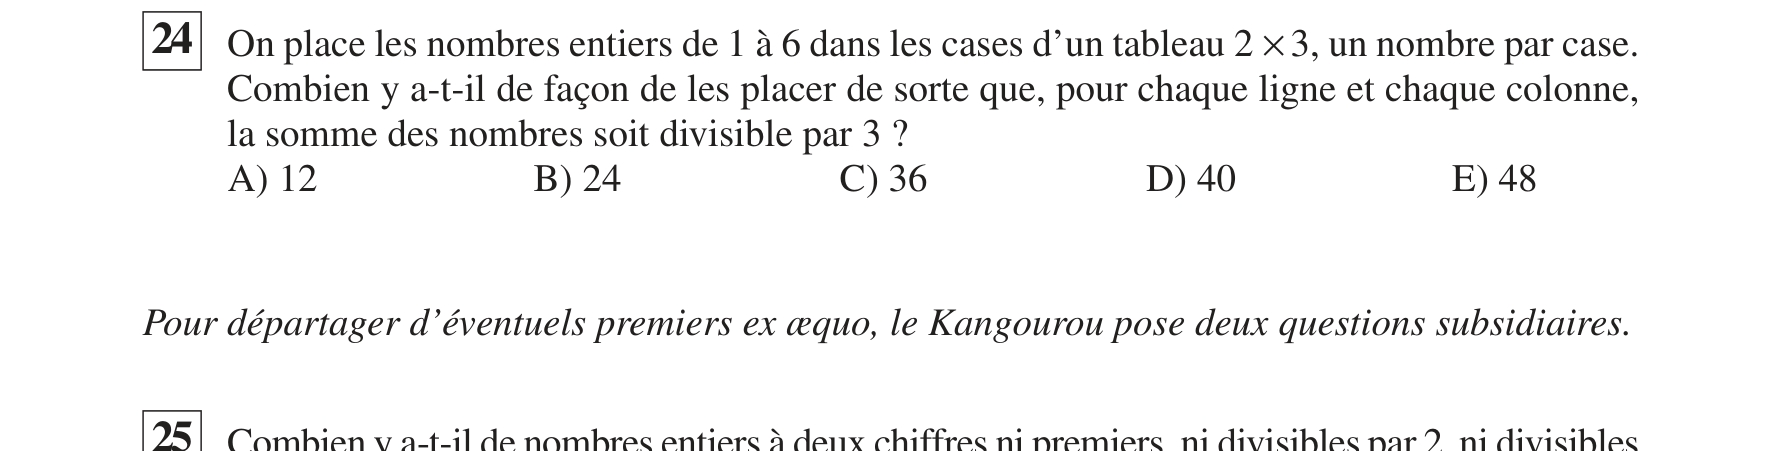 24 On place les nombres entiers de 1 à 6 dans les cases d’un tableau 2 × 3, un nombre par case.
Combien y a-t-il de façon de les placer de sorte que, pour chaque ligne et chaque colonne,
la somme des nombres soit divisible par 3 ?
A) 12 B) 24 C) 36 D) 40 E) 48
Pour départager d’éventuels premiers ex æquo, le Kangourou pose deux questions subsidiaires.
25 Combien y a-t-il de nombres entiers à deux chiffres ni premiers, ni divisibles par 2, ni divisibles